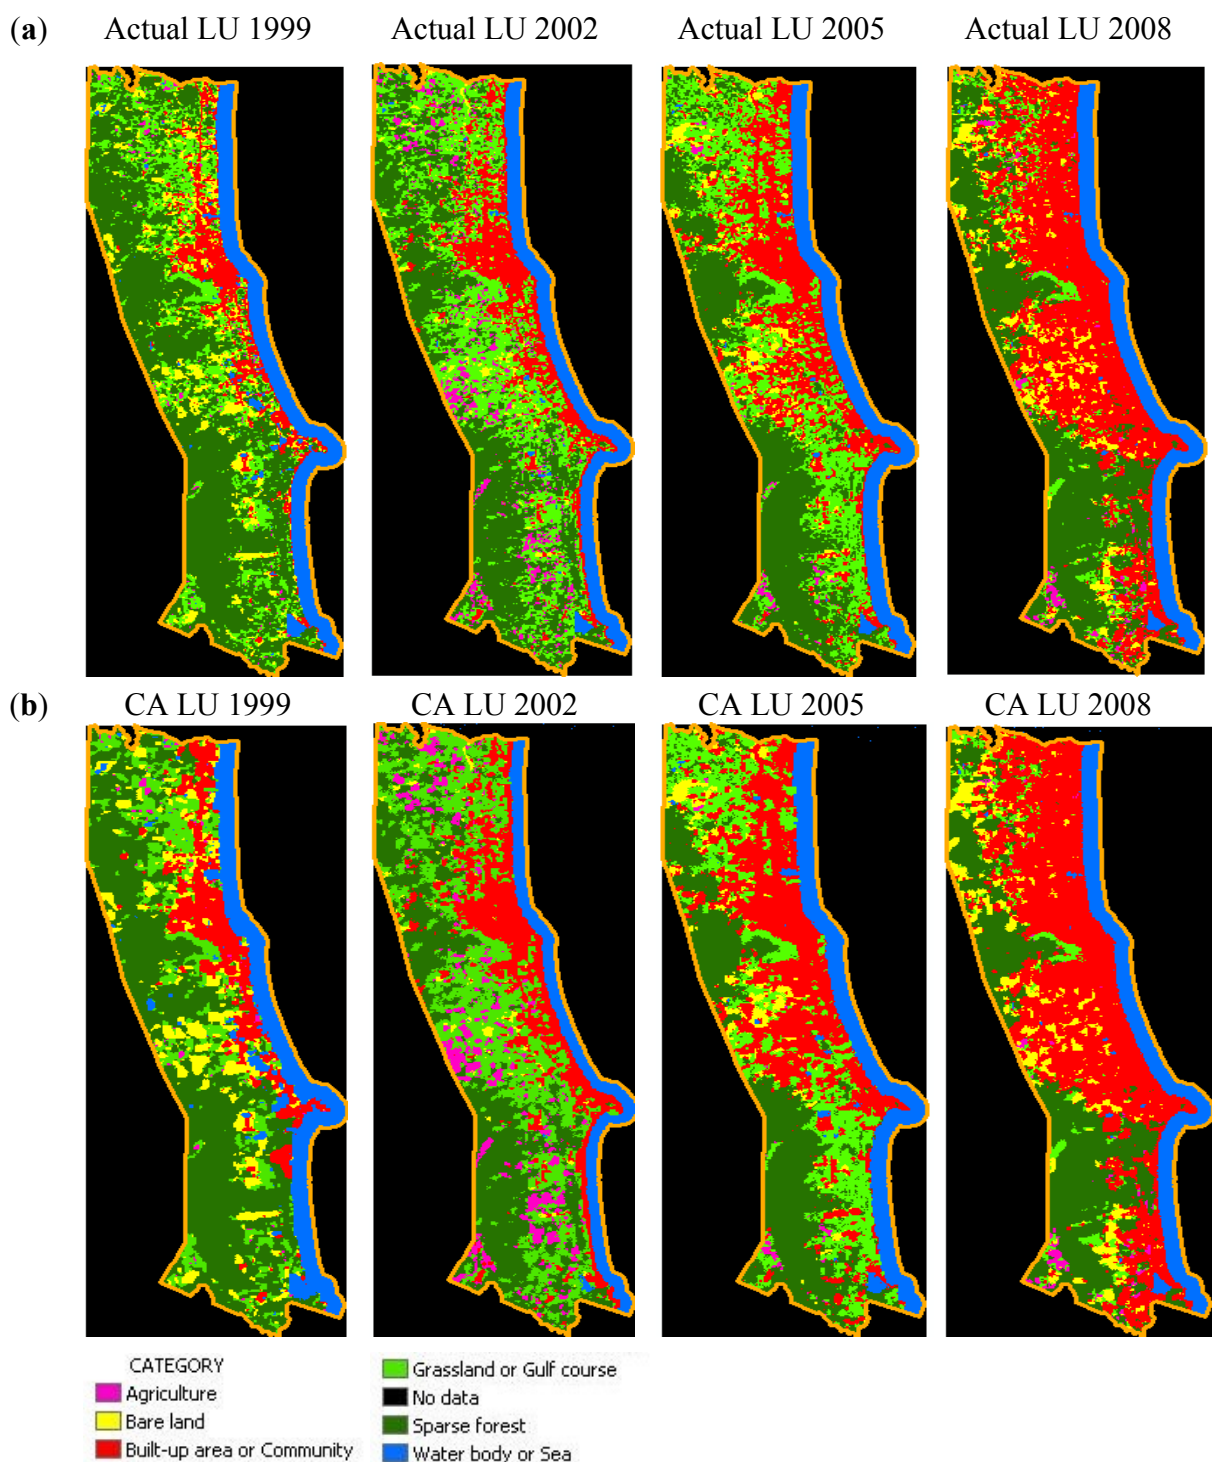 (a) Actual LU 1999 Actual LU 2002 Actual LU 2005 Actual LU 2008
(b) CA LU 1999 CA LU 2002 CA LU 2005 CA LU 2008
CATEGORY
Agriculture
Bare land
Built-up area or Community
Grassland or Gulf course
No data
Sparse forest
Water body or Sea